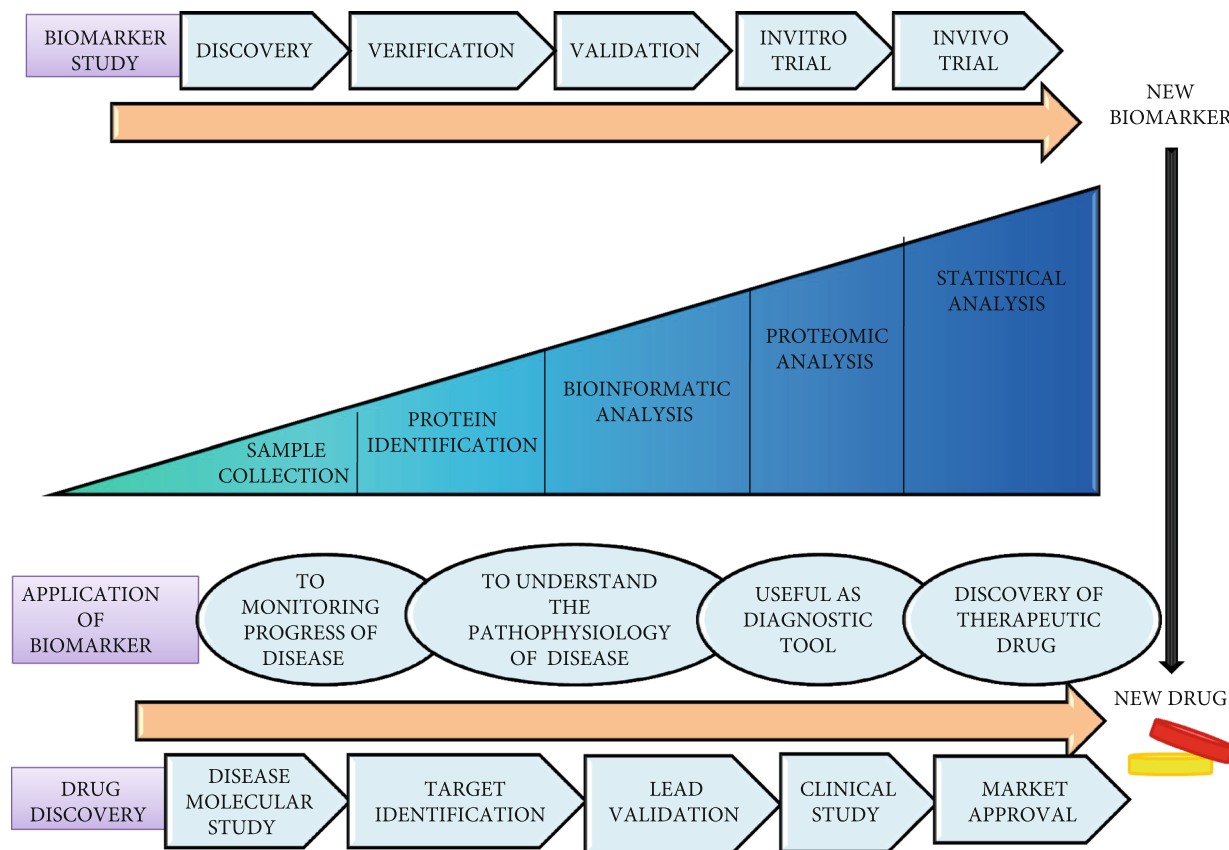 BIOMARKER
STUDY
DISCOVERY
VERIFICATION
VALIDATION
INVITRO
TRIAL
INVIVO
TRIAL
NEW
BIOMARKER
STATISTICAL
ANALYSIS
PROTEOMIC
ANALYSIS
BIOINFORMATIC
ANALYSIS
PROTEIN
IDENTIFICATION
SAMPLE
COLLECTION
APPLICATION
OF
BIOMARKER
TO
MONITORING
PROGRESS OF
DISEASE
TO UNDERSTAND
THE
PATHOPHYSIOLOGY
OF DISEASE
USEFUL AS
DIAGNOSTIC
TOOL
DISCOVERY OF
THERAPEUTIC
DRUG
NEW DRUG
DRUG
DISCOVERY
DISEASE
MOLECULAR
STUDY
TARGET
IDENTIFICATION
LEAD
VALIDATION
CLINICAL
STUDY
MARKET
APPROVAL